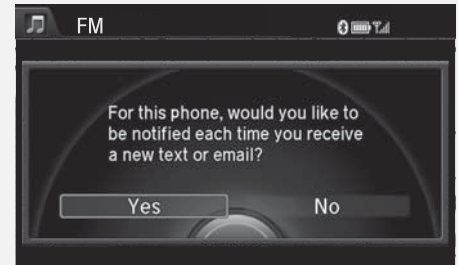 FM
For this phone, would you like to
be notified each time you receive
a new text or email?
Yes
No